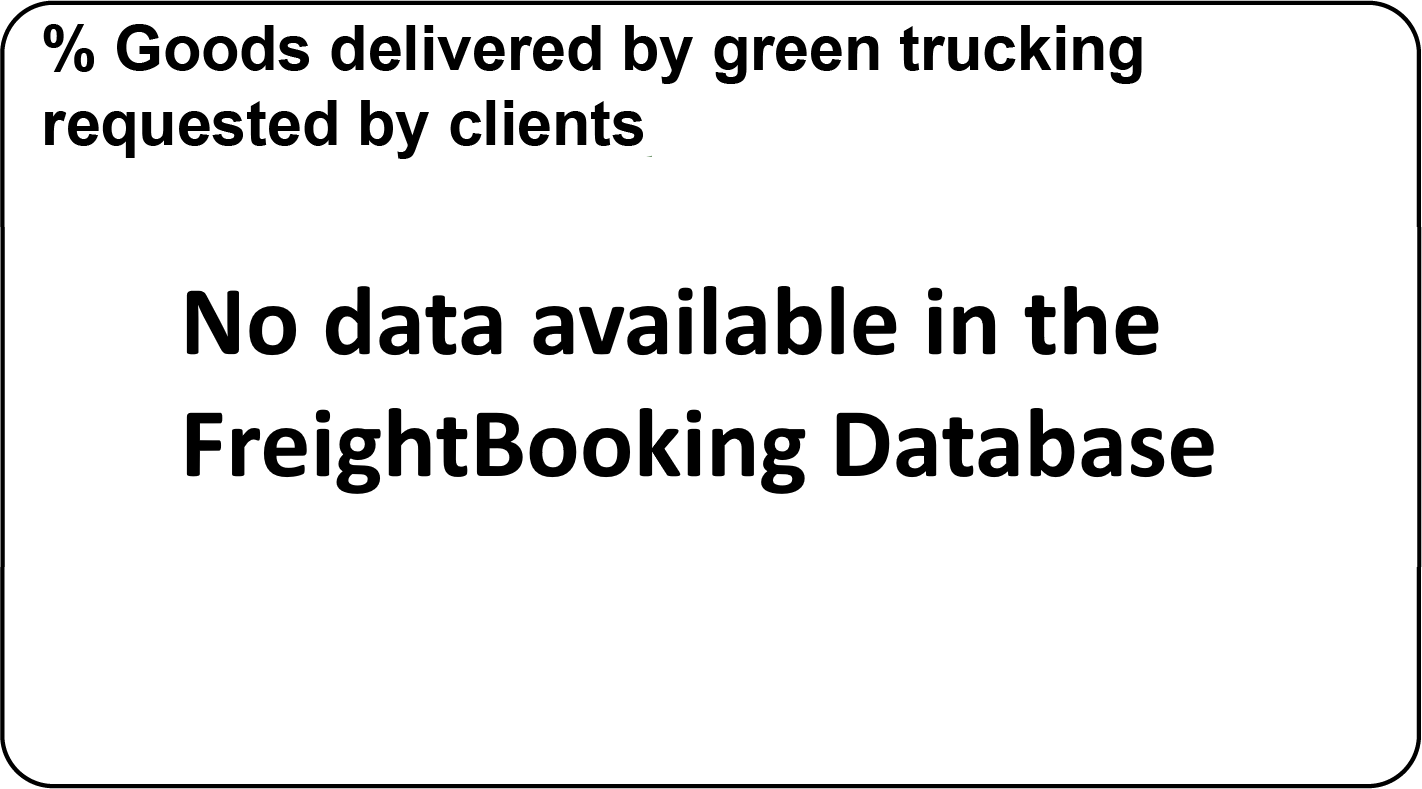 % Goods delivered by green trucking
requested by clients
No data available in the
FreightBooking Database